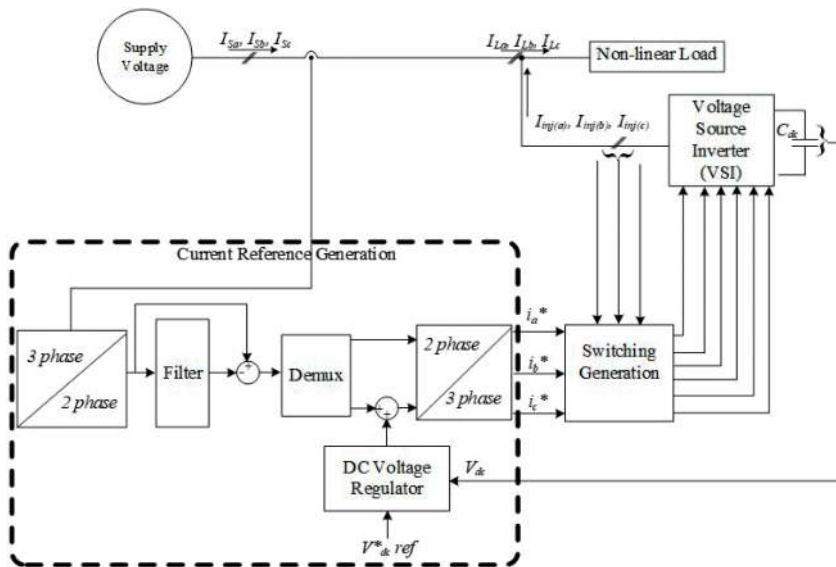 Supply
Voltage
I_Sa, I_Sb, I_Sc
I_La, I_Lb, I_Lc
Non-linear Load
I_inj(a), I_inj(b), I_inj(c)
Voltage
Source
Inverter
(VSI)
C_dc
Current Reference Generation
3 phase
2 phase
Filter
- +
Demux
2 phase
3 phase
- +
i_a*
i_b*
i_c*
Switching
Generation
DC Voltage
Regulator
V_dc
V*_dc ref